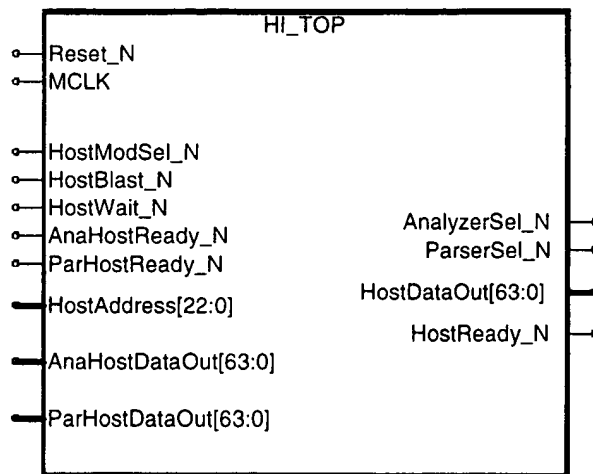 HI_TOP
Reset_N
MCLK
HostModSel_N
HostBlast_N
HostWait_N
AnaHostReady_N
ParHostReady_N
HostAddress[22:0]
AnaHostDataOut[63:0]
ParHostDataOut[63:0]
AnalyzerSel_N
ParserSel_N
HostDataOut[63:0]
HostReady_N